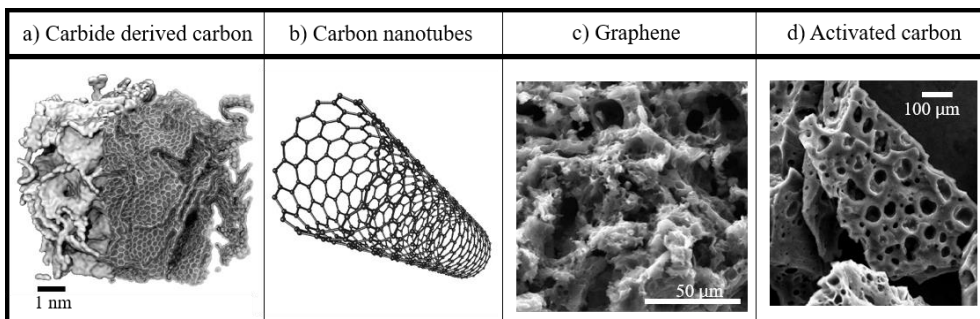 a) Carbide derived carbon
b) Carbon nanotubes
c) Graphene
d) Activated carbon
1 nm
50 μm
100 μm